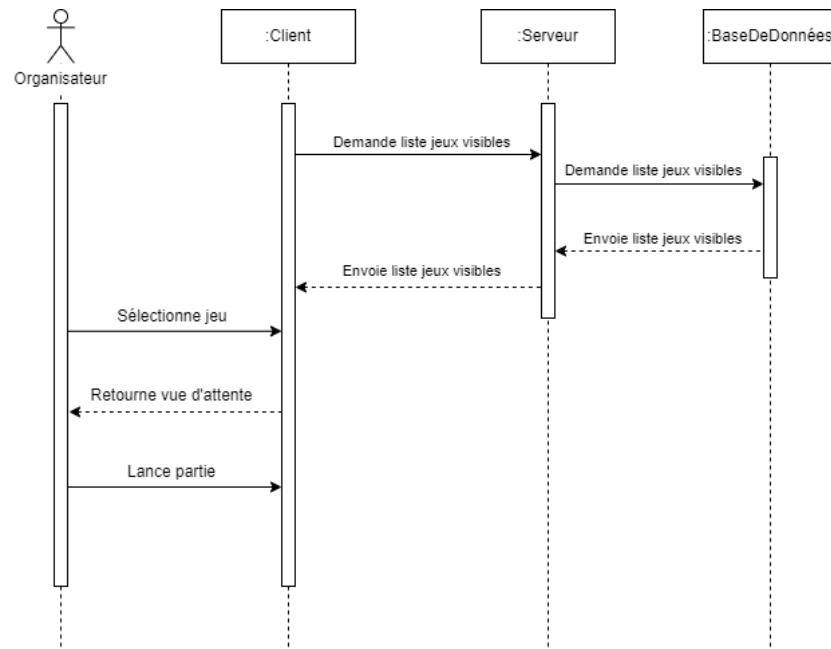 :Client
:Serveur
:BaseDeDonnées
Organisateur
Demande liste jeux visibles
Demande liste jeux visibles
Envoie liste jeux visibles
Envoie liste jeux visibles
Sélectionne jeu
Retourne vue d'attente
Lance partie